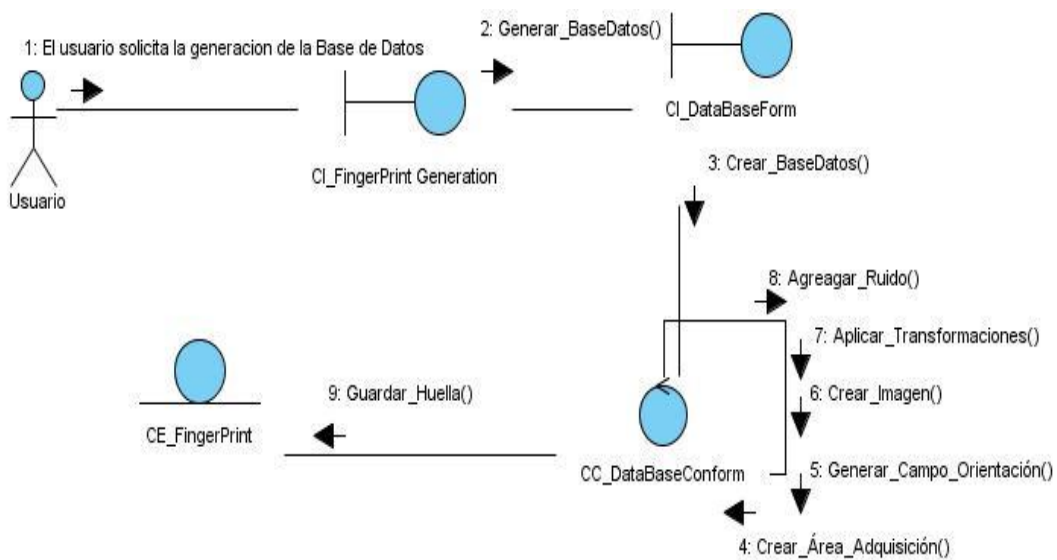 1: El usuario solicita la generacion de la Base de Datos
2: Generar_BaseDatos()
Usuario
CI_FingerPrint Generation
CI_DataBaseForm
3: Crear_BaseDatos()
8: Agreagar_Ruido()
7: Aplicar_Transformaciones()
6: Crear_Imagen()
5: Generar_Campo_Orientación()
4: Crear_Área_Adquisición()
CC_DataBaseConform
9: Guardar_Huella()
CE_FingerPrint